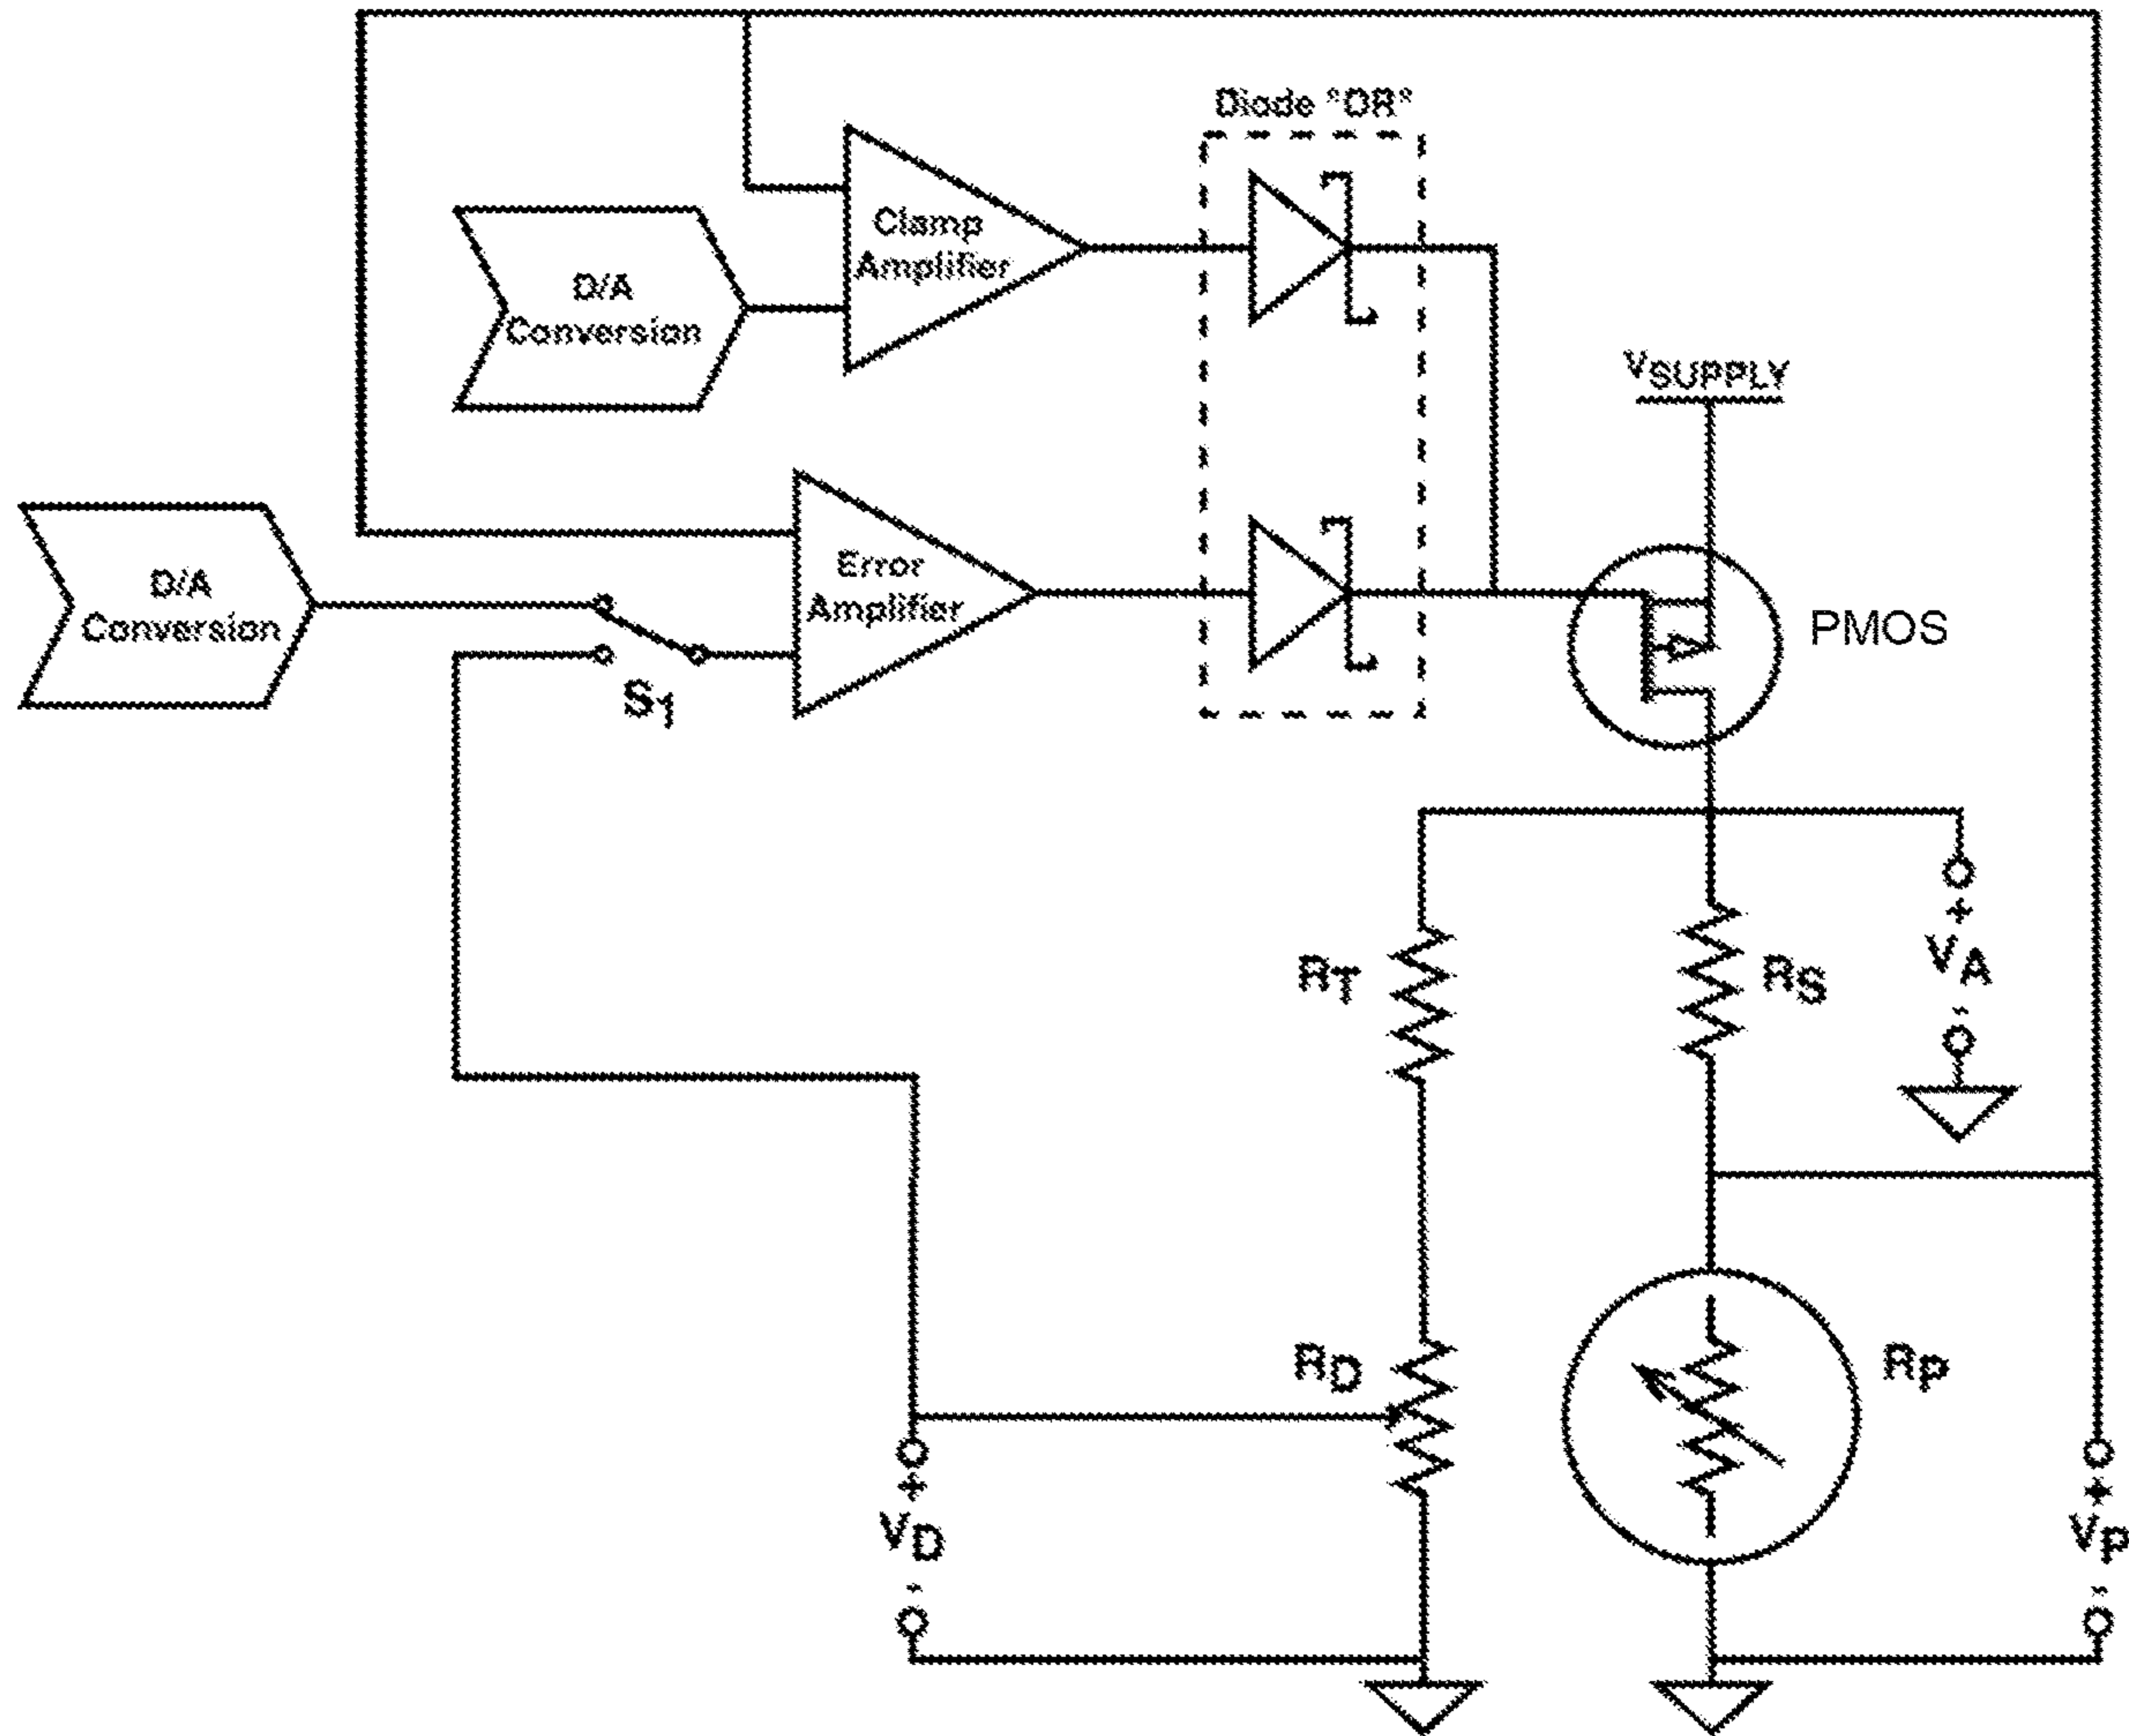 Diode "OR"
Clamp
Amplifier
D/A
Conversion
VSUPPLY
Error
Amplifier
D/A
Conversion
S1
PMOS
RT
RS
+
VA
-
RD
RP
+
VD
-
+
VP
-